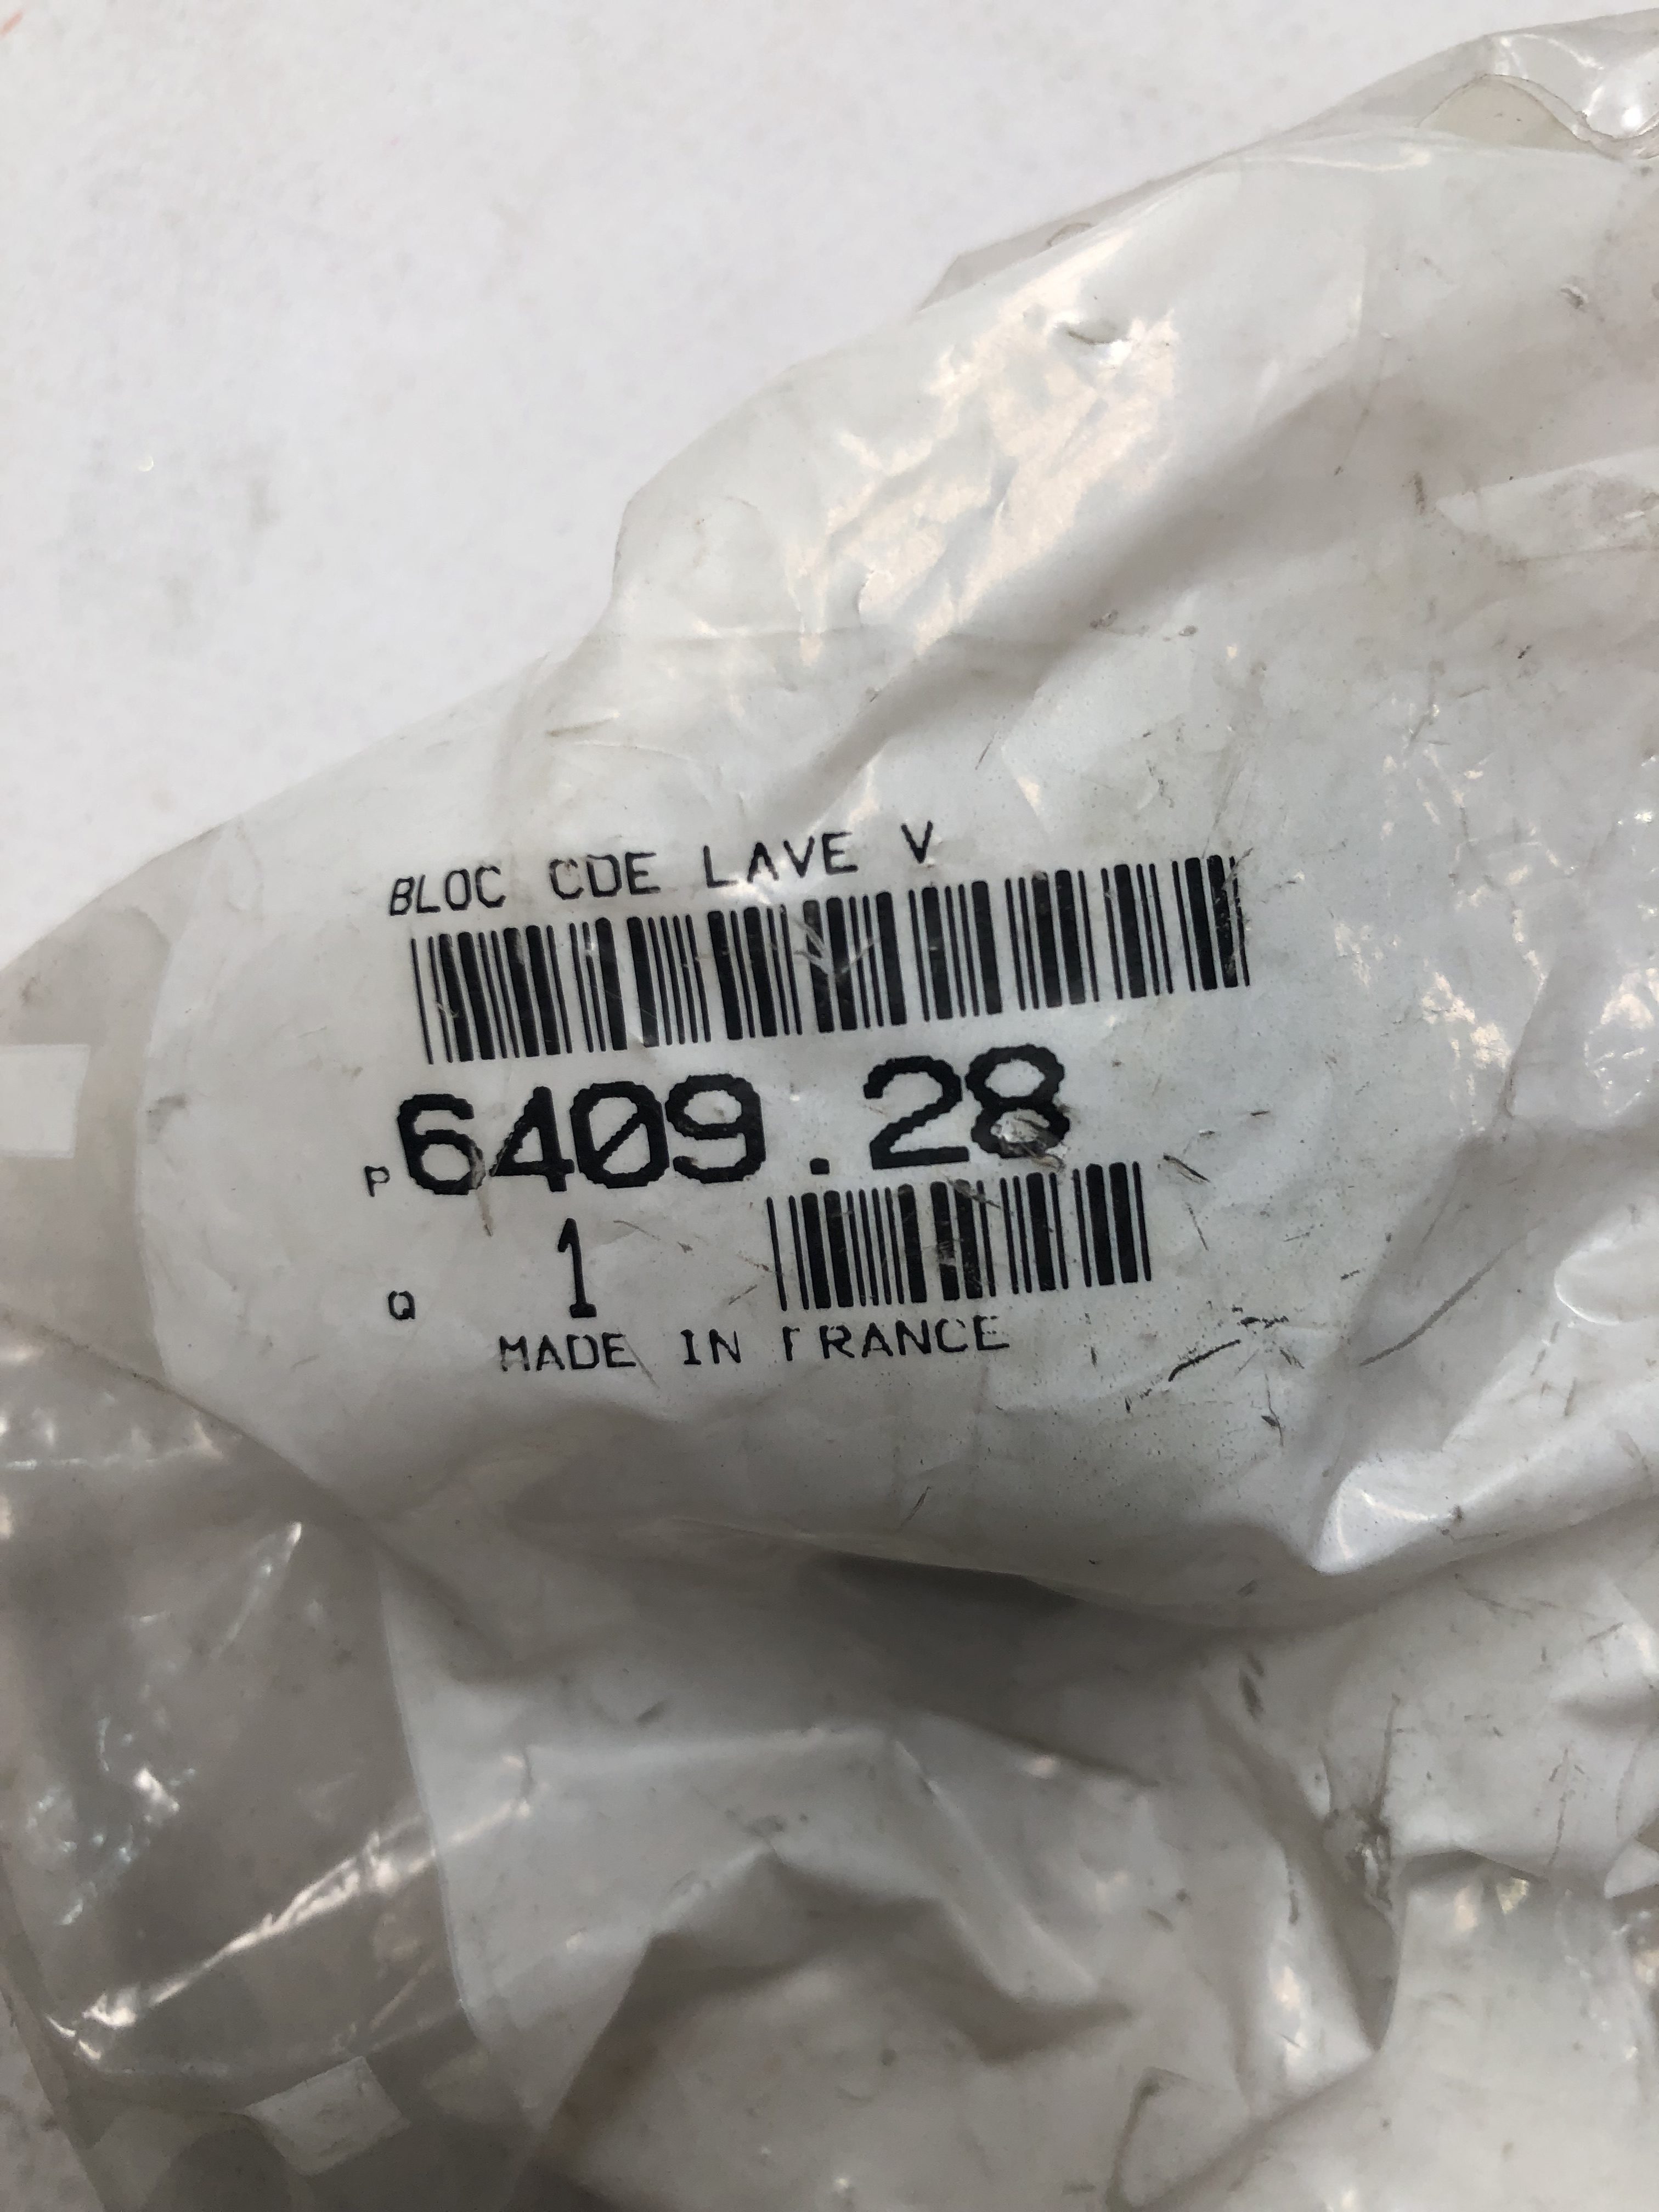 BLOC CDE LAVE V
P 6409.28
Q 1
MADE IN FRANCE